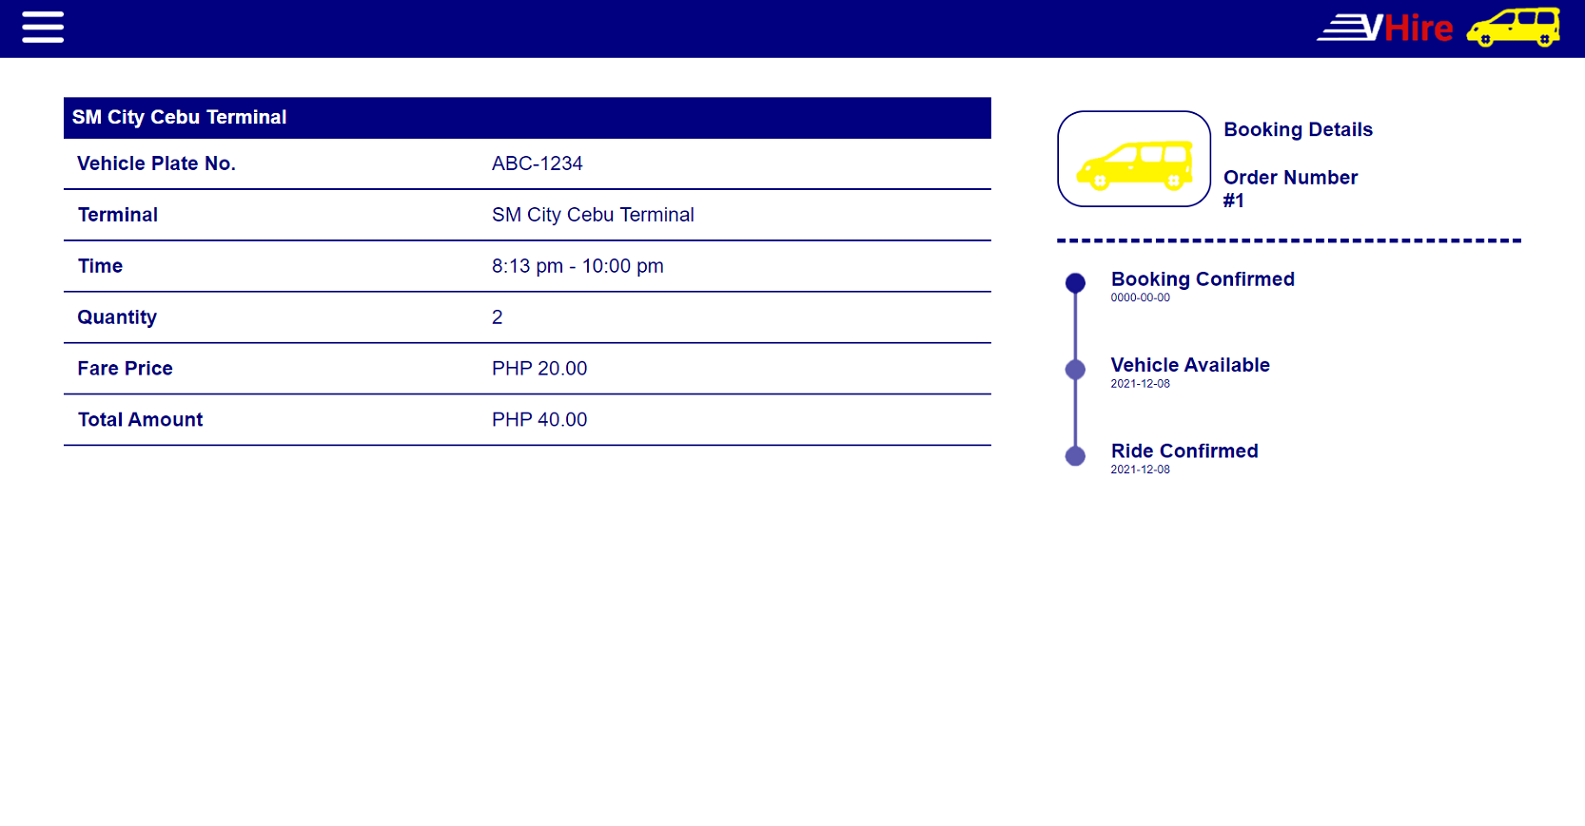 VHire
SM City Cebu Terminal
Vehicle Plate No. ABC-1234
Terminal SM City Cebu Terminal
Time 8:13 pm - 10:00 pm
Quantity 2
Fare Price PHP 20.00
Total Amount PHP 40.00
Booking Details
Order Number
#1
Booking Confirmed
0000-00-00
Vehicle Available
2021-12-08
Ride Confirmed
2021-12-08